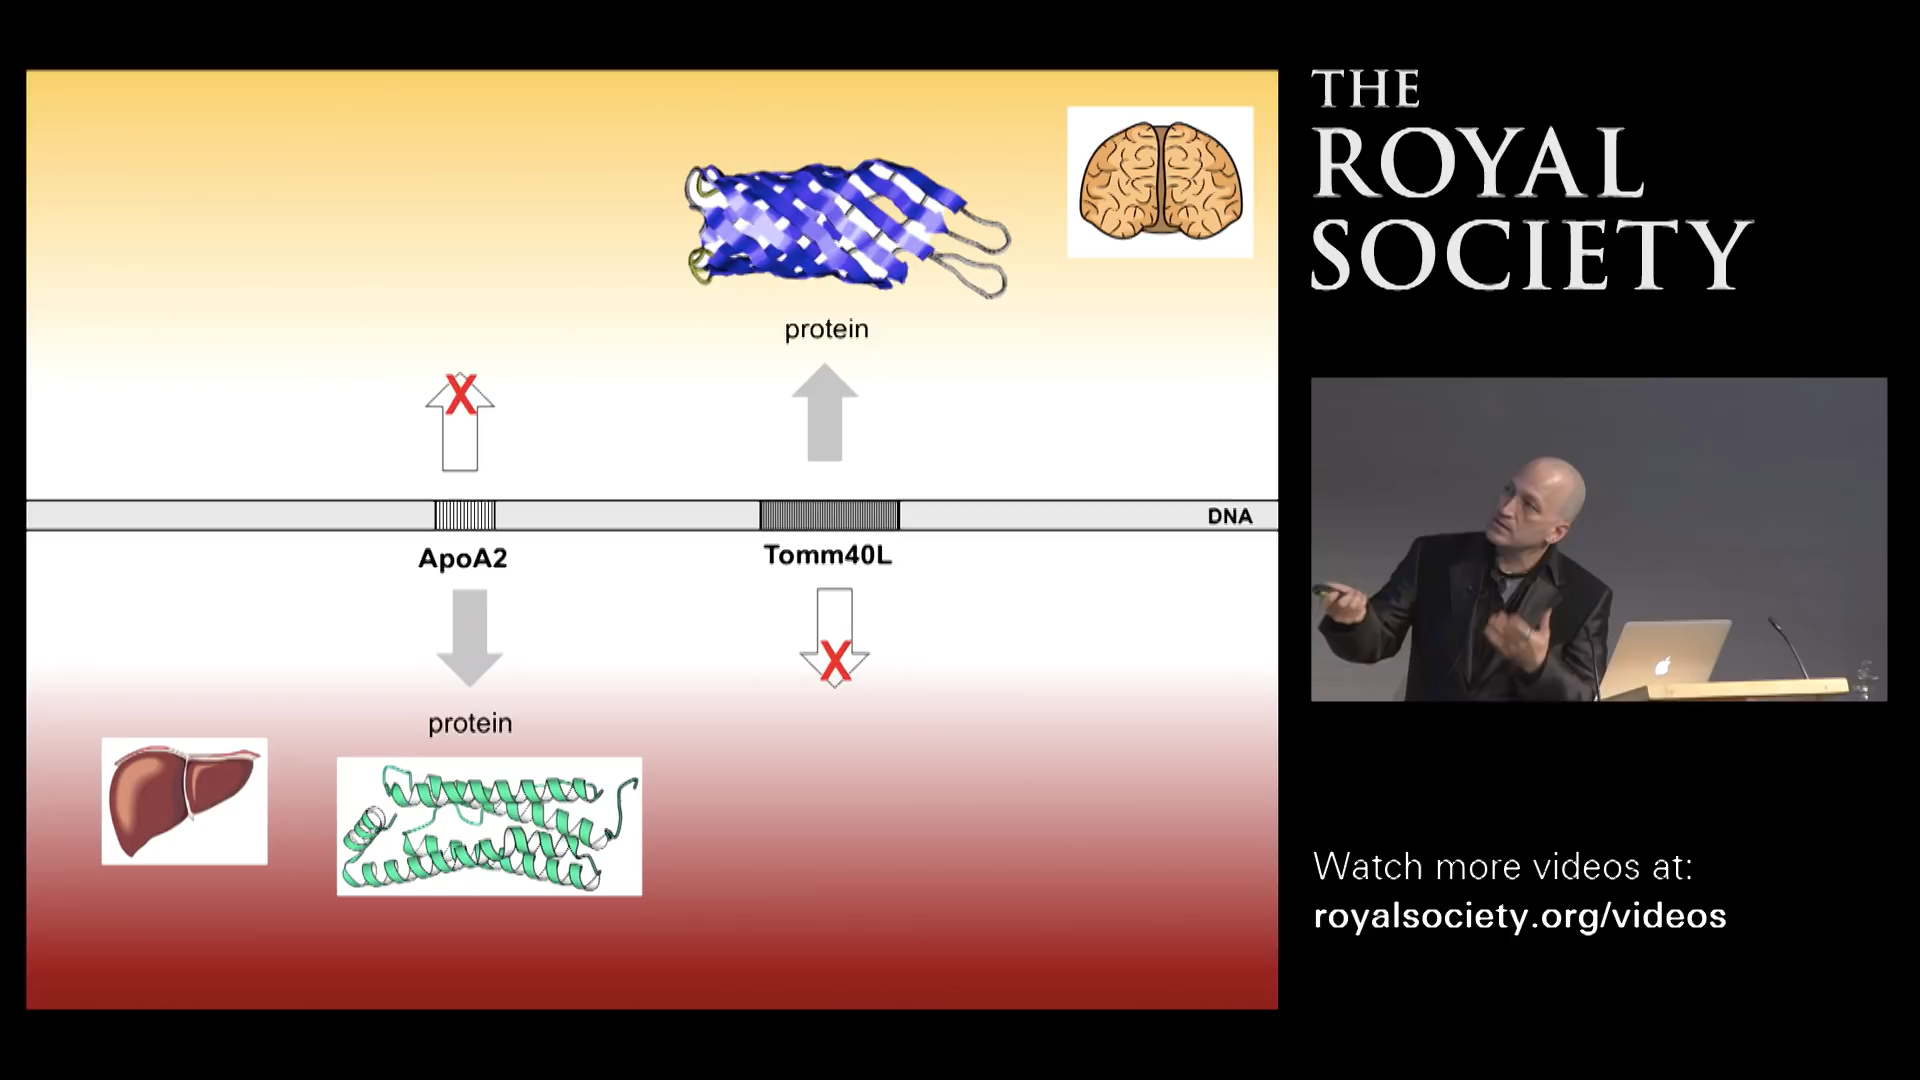 protein
X
DNA
ApoA2
Tomm40L
X
protein
THE
ROYAL
SOCIETY
Watch more videos at:
royalsociety.org/videos